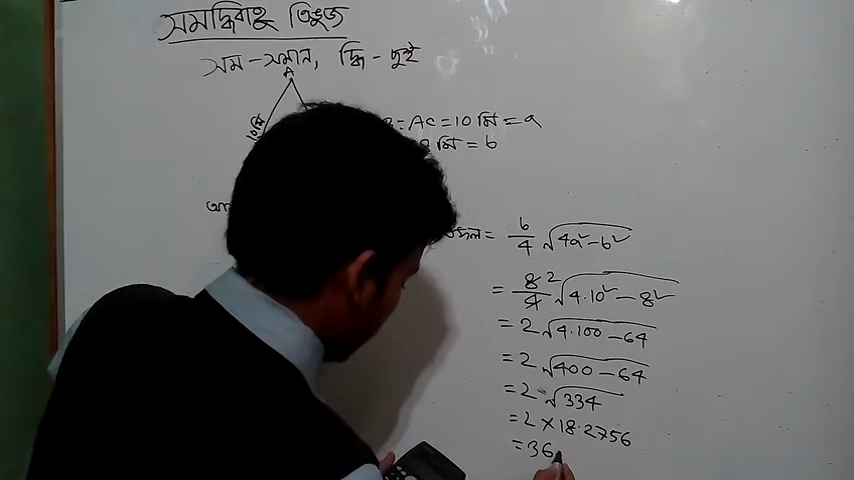 সমদ্বিবাহু ত্রিভুজ
সম - সমান, দ্বি - দুই
A
= AC = 10 মি = a
মি = b
= b/4 √4a² - b²
= 8 2/4 √4.10² - 8²
= 2 √4.100 - 64
= 2 √400 - 64
= 2 √334
= 2 × 18.2756
= 36